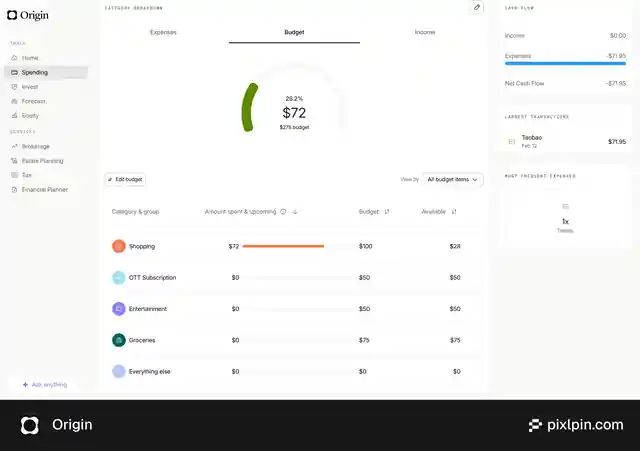 Origin
TOOLS
Home
Spending
Invest
Forecast
Equity
SERVICES
Brokerage
Estate Planning
Tax
Financial Planner
Ask anything
CATEGORY BREAKDOWN
Expenses Budget Income
26.2%
$72
$275 budget
Edit budget View by All budget items
Category & group Amount spent & upcoming Budget Available
Shopping $72 $100 $28
OTT Subscription $0 $50 $50
Entertainment $0 $50 $50
Groceries $0 $75 $75
Everything else $0 $0 $0
CASH FLOW
Income $0.00
Expenses -$71.95
Net Cash Flow -$71.95
LARGEST TRANSACTIONS
Taobao $71.95
Feb 12
MOST FREQUENT EXPENSES
1x
Taobao
Origin pixlpin.com